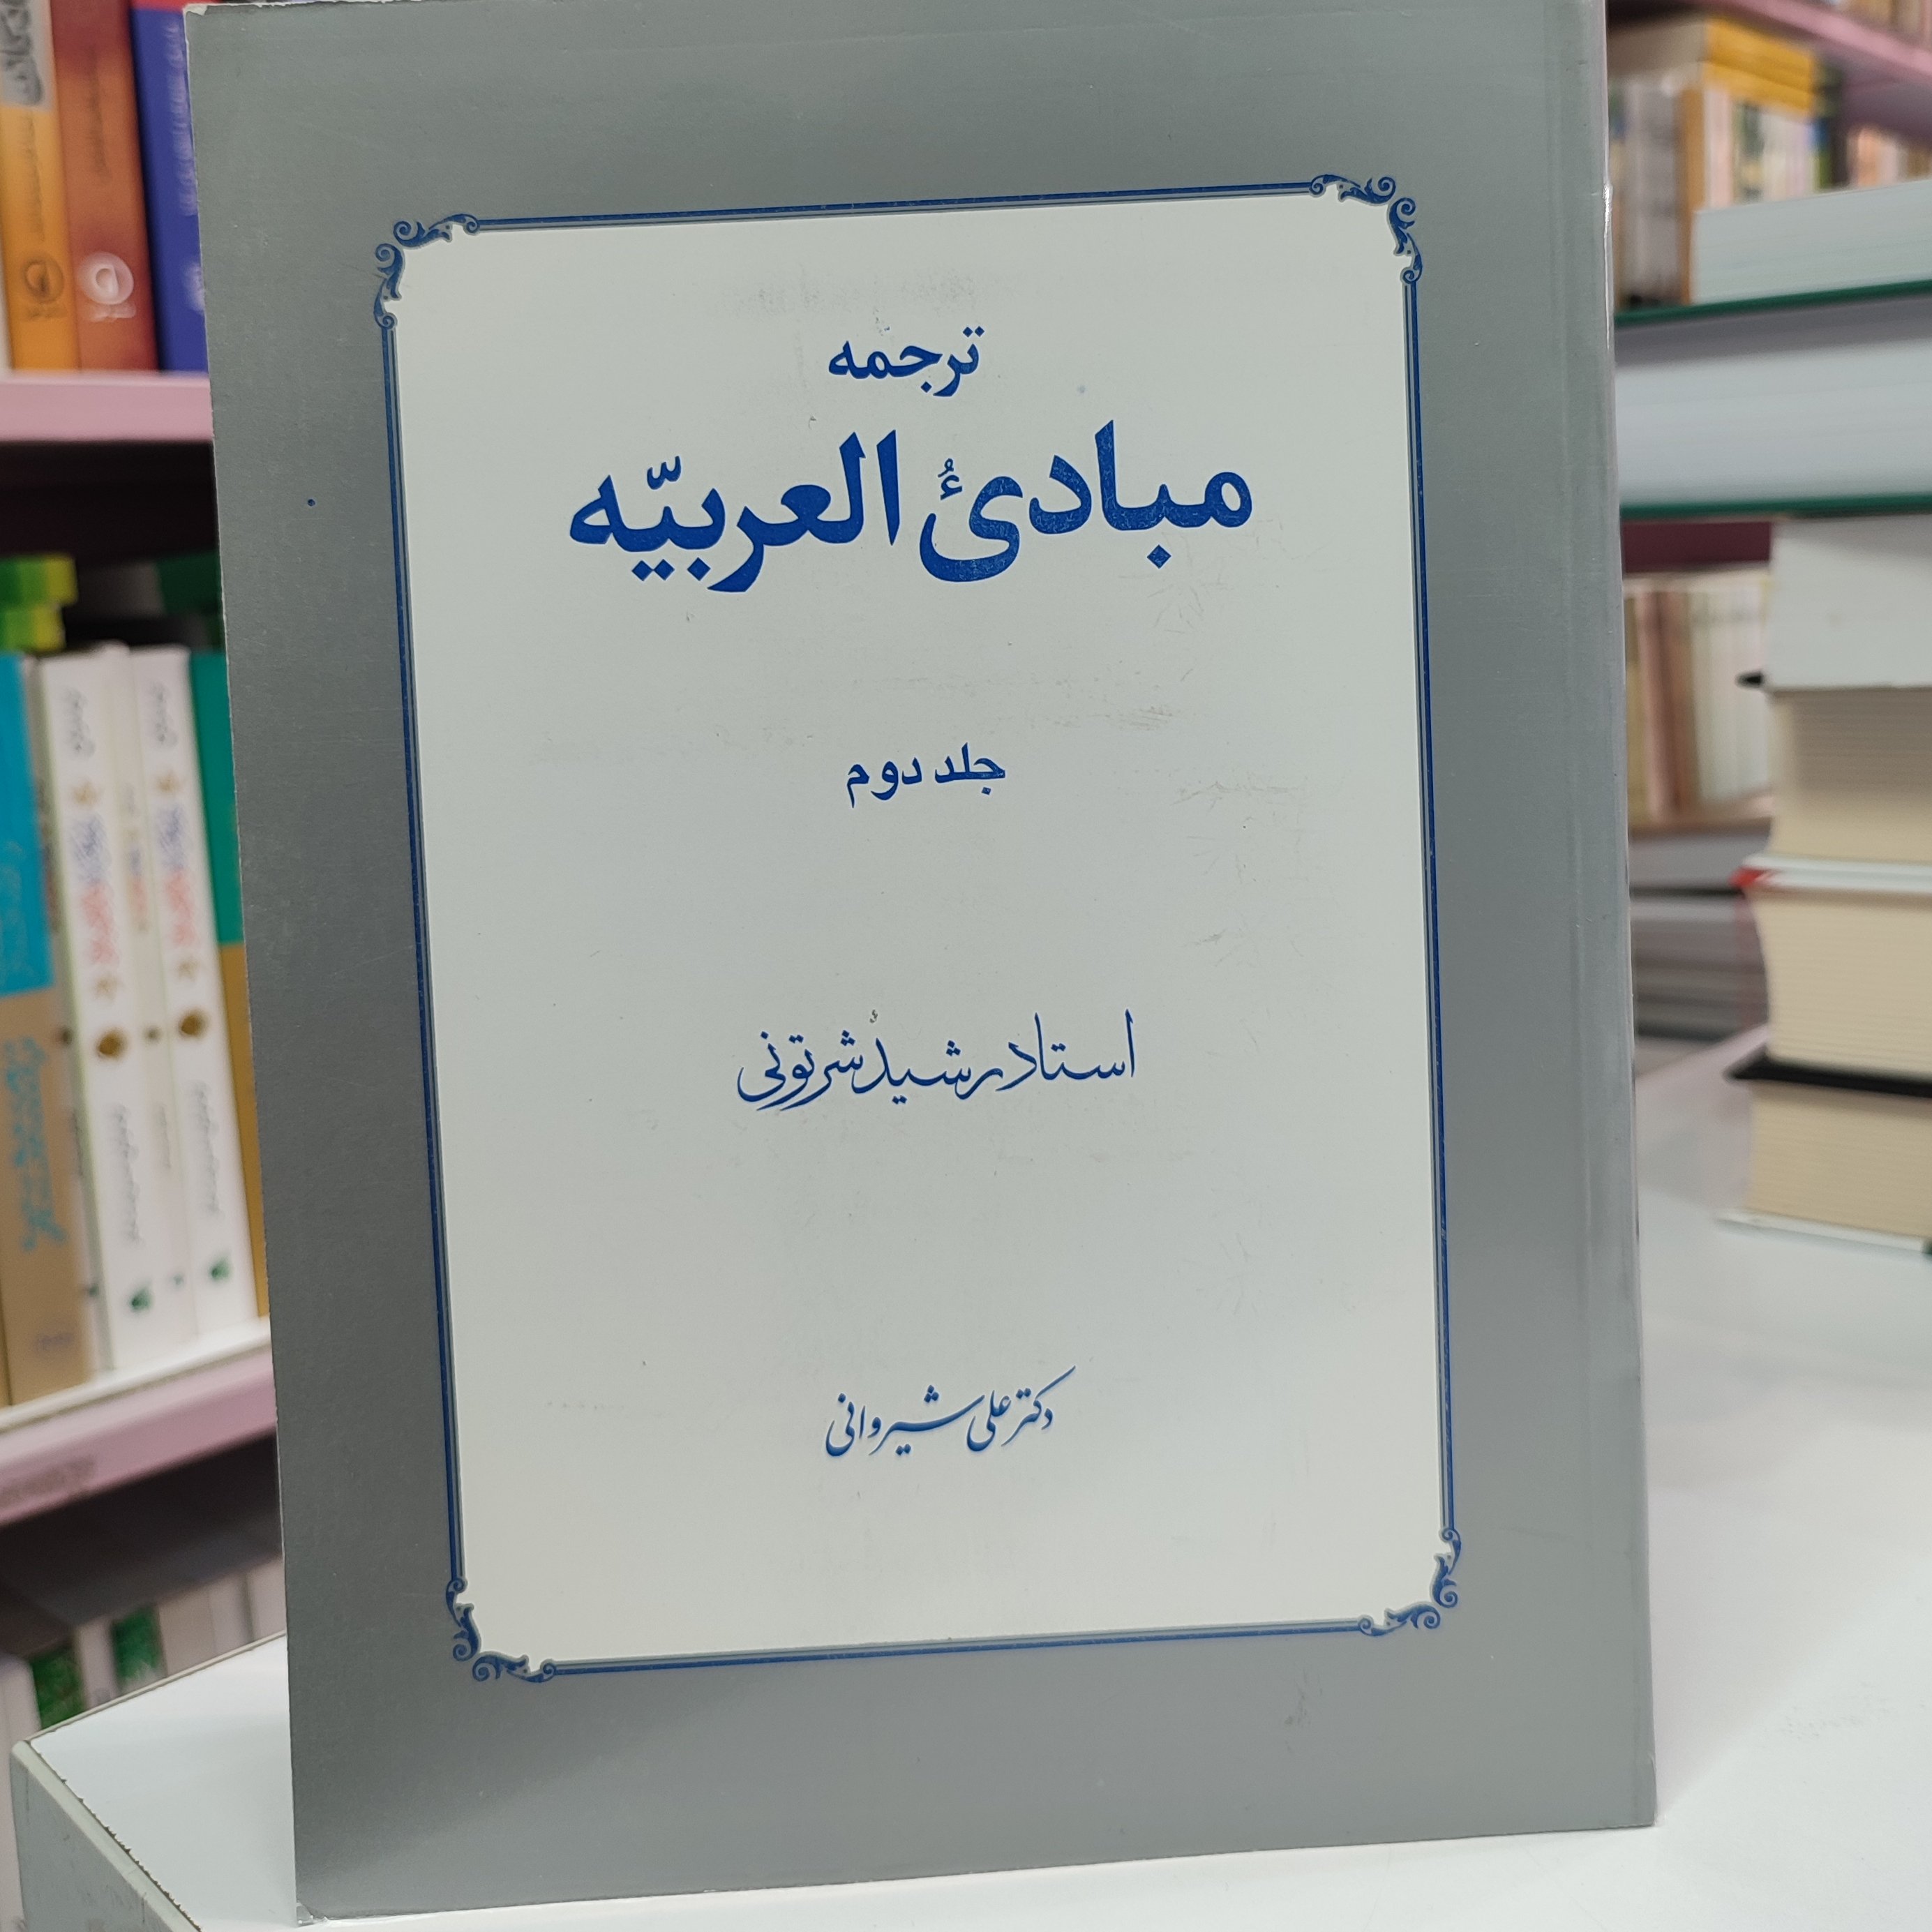 ترجمه
مبادئُ العربیّه
جلد دوم
استاد رشید شرتونی
دکتر علی شیروانی